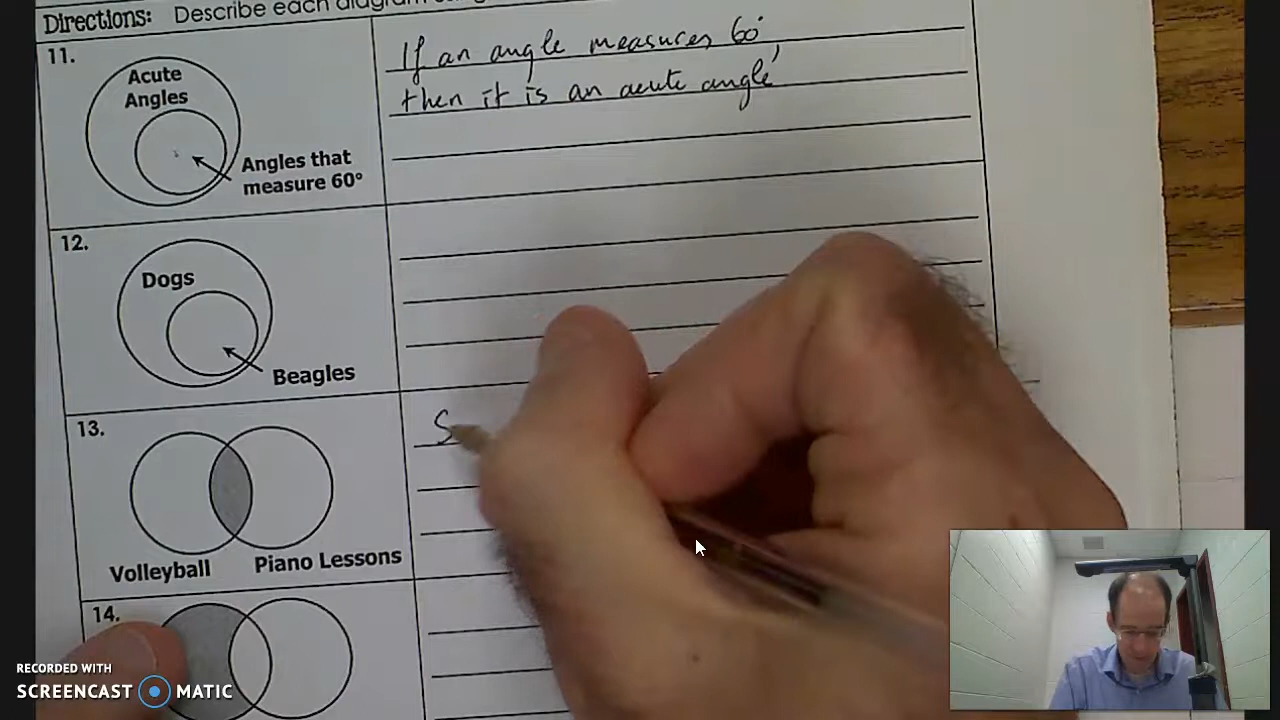 Directions: Describe each diagram
11.
Acute
Angles
Angles that
measure 60°
If an angle measures 60°,
then it is an acute angle
12.
Dogs
Beagles
13.
Volleyball
Piano Lessons
S
14.
RECORDED WITH
SCREENCAST MATIC